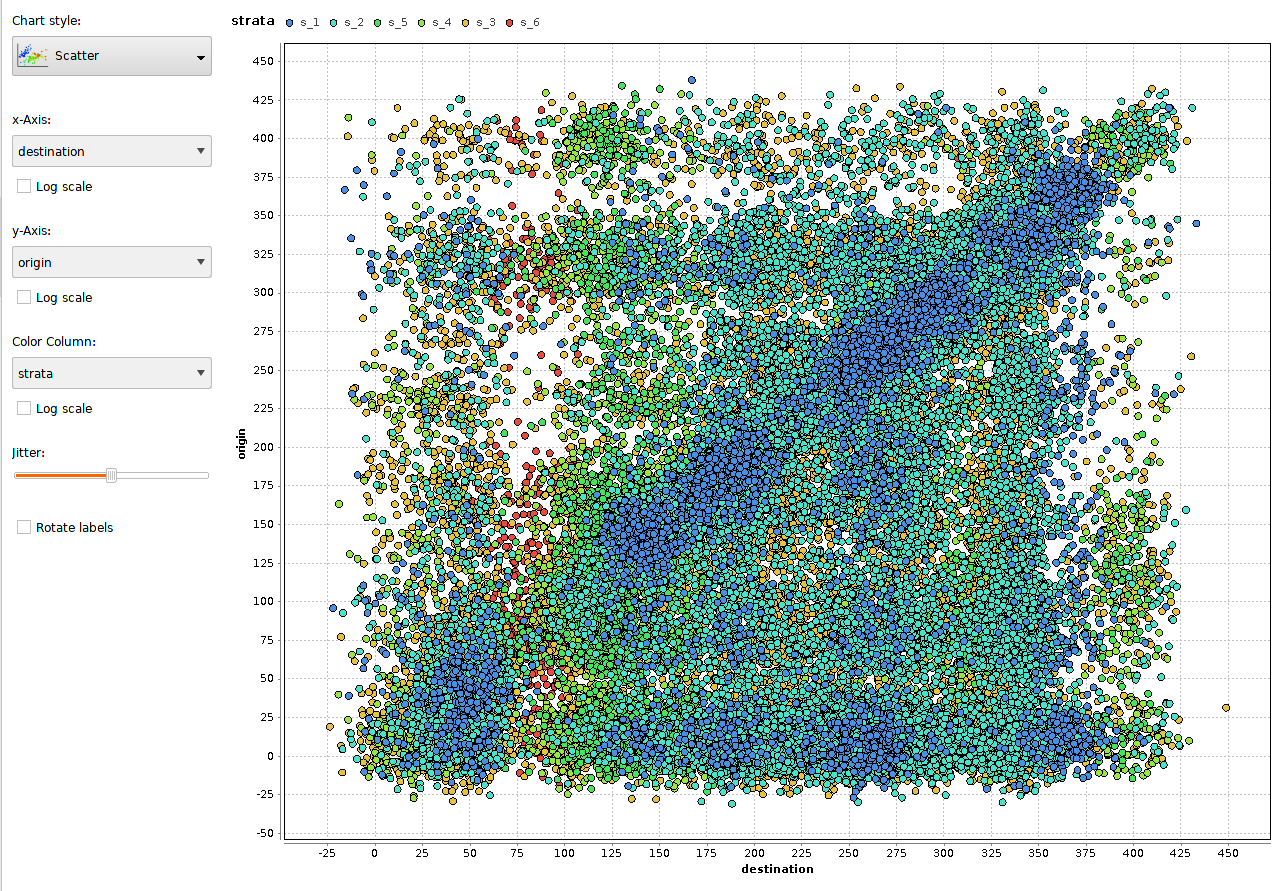 Chart style:
Scatter
x-Axis:
destination
Log scale
y-Axis:
origin
Log scale
Color Column:
strata
Log scale
Jitter:
Rotate labels
strata s_1 s_2 s_5 s_4 s_3 s_6
450
425
400
375
350
325
300
275
250
225
200
175
150
125
100
75
50
25
0
-25
-50
origin
-25 0 25 50 75 100 125 150 175 200 225 250 275 300 325 350 375 400 425 450
destination